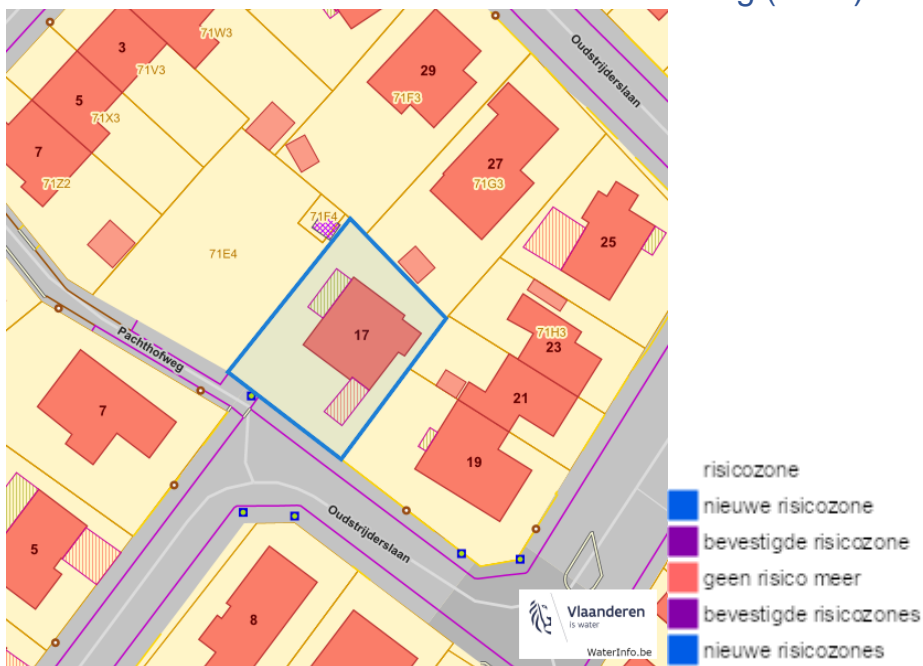 g (
)
3
71W3
71V3
5
71X3
7
71Z2
29
71F3
Oudstrijderslaan
27
71G3
25
71F4
71E4
17
71H3
23
21
19
Pachthofweg
7
5
Oudstrijderslaan
8
Vlaanderen
is water
WaterInfo.be
risicozone
nieuwe risicozone
bevestigde risicozone
geen risico meer
bevestigde risicozones
nieuwe risicozones